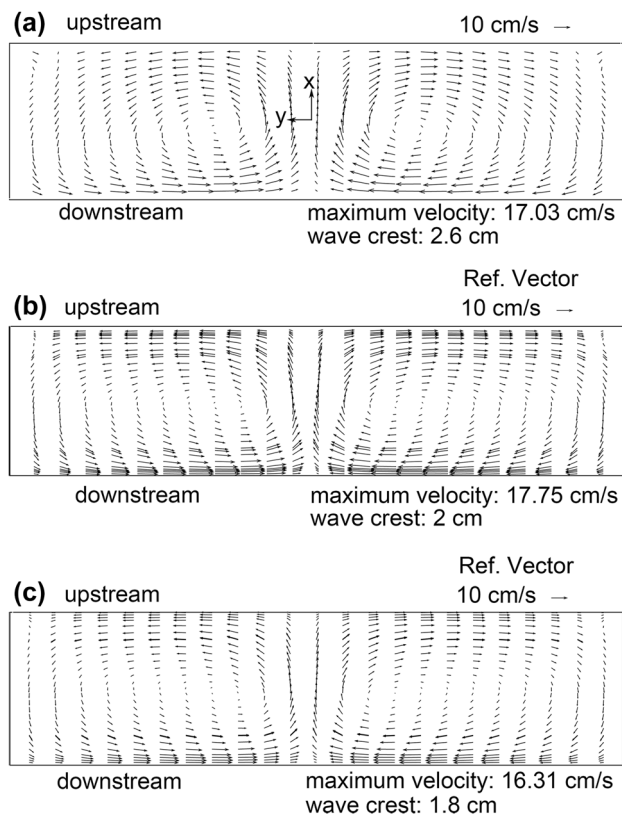 (a) upstream 10 cm/s
x
y
downstream maximum velocity: 17.03 cm/s
wave crest: 2.6 cm
Ref. Vector
(b) upstream 10 cm/s
downstream maximum velocity: 17.75 cm/s
wave crest: 2 cm
Ref. Vector
(c) upstream 10 cm/s
downstream maximum velocity: 16.31 cm/s
wave crest: 1.8 cm